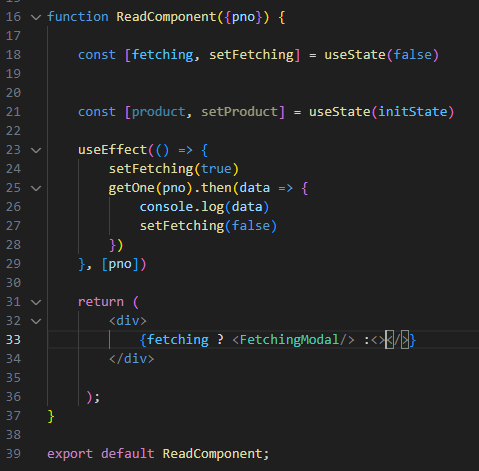 16 function ReadComponent({pno}) {
17
18 const [fetching, setFetching] = useState(false)
19
20
21 const [product, setProduct] = useState(initState)
22
23 useEffect(() => {
24 setFetching(true)
25 getOne(pno).then(data => {
26 console.log(data)
27 setFetching(false)
28 })
29 }, [pno])
30
31 return (
32 <div>
33 {fetching ? <FetchingModal/> :<></>}
34 </div>
35
36 );
37 }
38
39 export default ReadComponent;